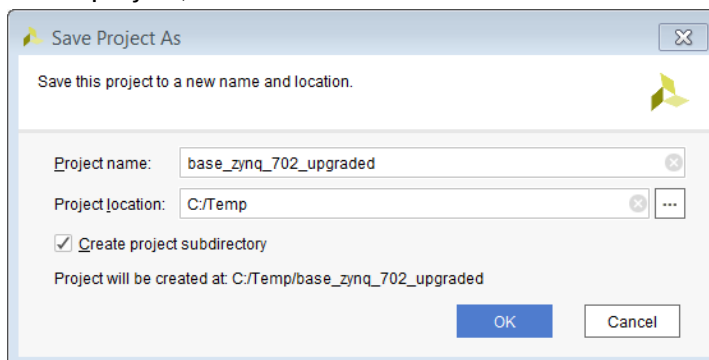 Save Project As
Save this project to a new name and location.
Project name: base_zynq_702_upgraded
Project location: C:/Temp ...
Create project subdirectory
Project will be created at: C:/Temp/base_zynq_702_upgraded
OK Cancel